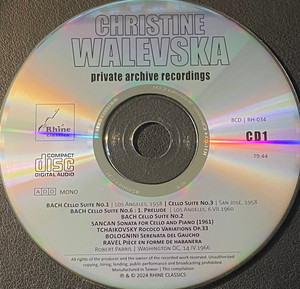 CHRISTINE
WALEVSKA
private archive recordings
Rhine
CLASSICS
8CD | RH-034
CD1
79:44
COMPACT
disc
DIGITAL AUDIO
ADD MONO
BACH CELLO SUITE No.1 | LOS ANGELES, 1958 | CELLO SUITE No.3 | SAN JOSE, 1958
BACH CELLO SUITE No.6 : 1. PRELUDE | LOS ANGELES, 6.VII.1960
BACH CELLO SUITE No.2
SANCAN SONATA FOR CELLO AND PIANO (1961)
TCHAIKOVSKY ROCOCO VARIATIONS OP.33
BOLOGNINI SERENATA DEL GAUCHO
RAVEL PIÈCE EN FORME DE HABANERA
ROBERT PARRIS, | WASHINGTON DC, 14.IV.1966
All rights of the producer and the owner of the recorded work reserved. Unauthorized
copying, hiring, lending, public performance and broadcasting prohibited
Manufactured in Taiwan | This compilation
℗ & © 2024 RHINE CLASSICS